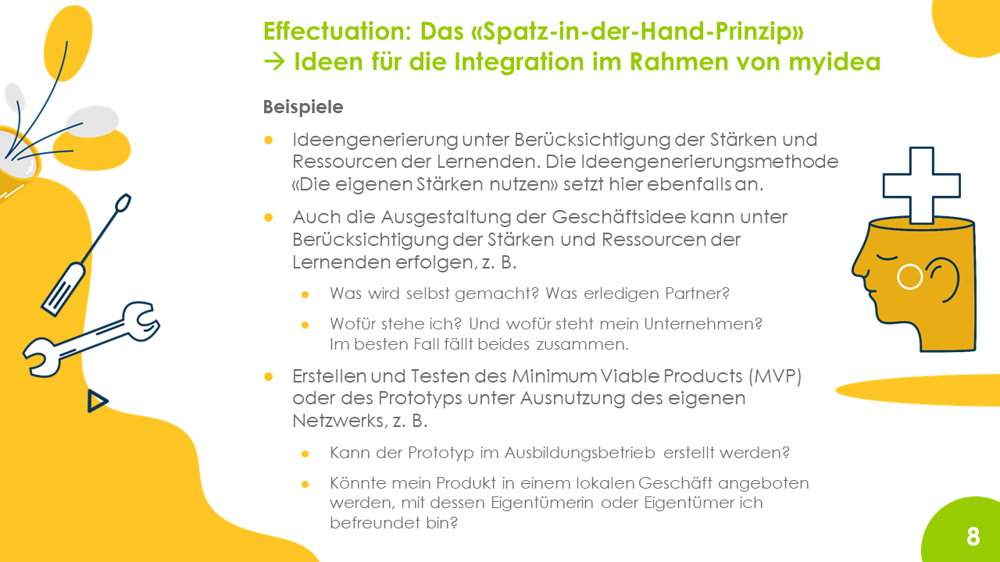 Effectuation: Das «Spatz-in-der-Hand-Prinzip»
→ Ideen für die Integration im Rahmen von myidea
Beispiele
● Ideengenerierung unter Berücksichtigung der Stärken und
Ressourcen der Lernenden. Die Ideengenerierungsmethode
«Die eigenen Stärken nutzen» setzt hier ebenfalls an.
● Auch die Ausgestaltung der Geschäftsidee kann unter
Berücksichtigung der Stärken und Ressourcen der
Lernenden erfolgen, z. B.
● Was wird selbst gemacht? Was erledigen Partner?
● Wofür stehe ich? Und wofür steht mein Unternehmen?
Im besten Fall fällt beides zusammen.
● Erstellen und Testen des Minimum Viable Products (MVP)
oder des Prototyps unter Ausnutzung des eigenen
Netzwerks, z. B.
● Kann der Prototyp im Ausbildungsbetrieb erstellt werden?
● Könnte mein Produkt in einem lokalen Geschäft angeboten
werden, mit dessen Eigentümerin oder Eigentümer ich
befreundet bin?
8